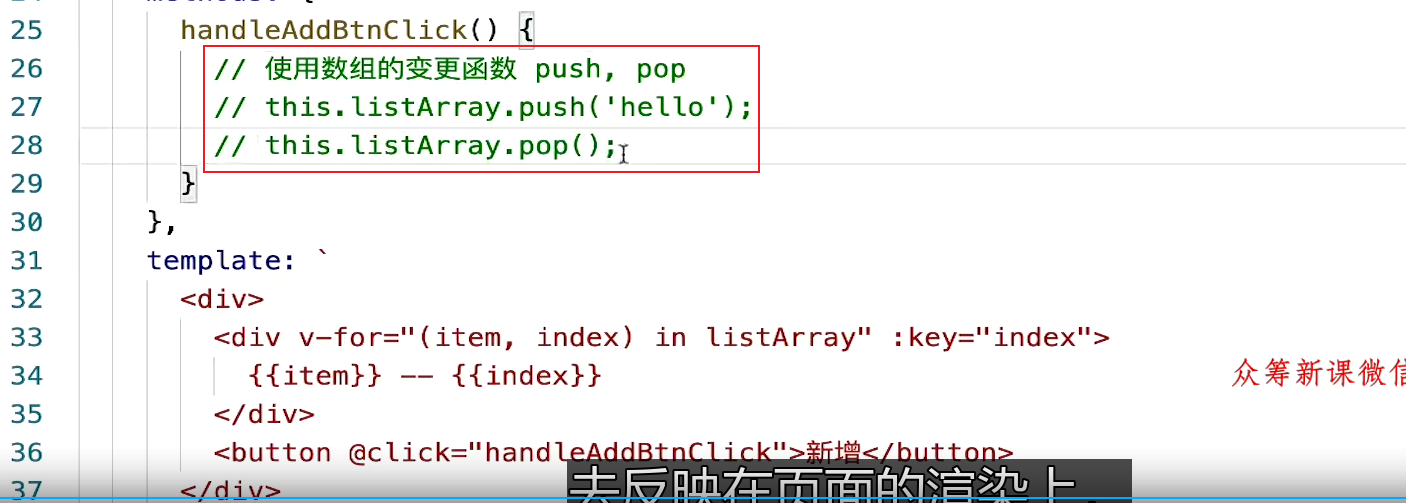 24 methods: {
25 handleAddBtnClick() {
26 // 使用数组的变更函数 push, pop
27 // this.listArray.push('hello');
28 // this.listArray.pop();
29 }
30 },
31 template: `
32 <div>
33 <div v-for="(item, index) in listArray" :key="index">
34 {{item}} -- {{index}}
众筹新课微信
35 </div>
36 <button @click="handleAddBtnClick">新增</button>
37 </div>
去反映在页面的渲染上